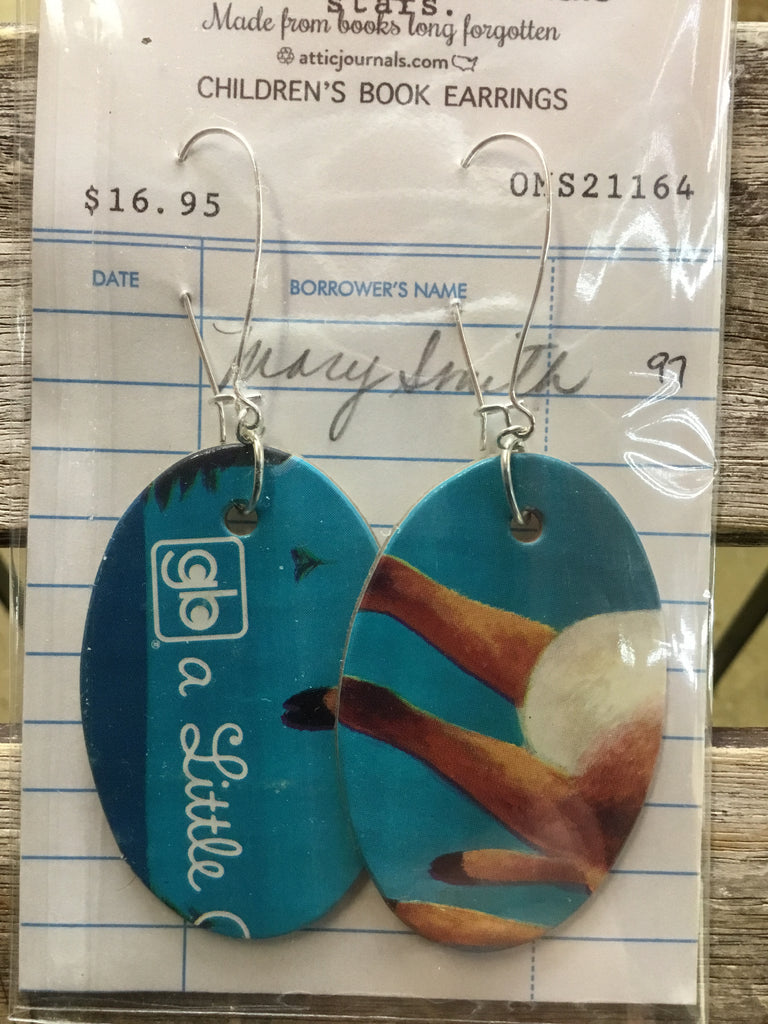 stars.
Made from books long forgotten
atticjournals.com
CHILDREN'S BOOK EARRINGS
$16.95
ONS21164
DATE
BORROWER'S NAME
Mary Smith
97
gb
®
a Little